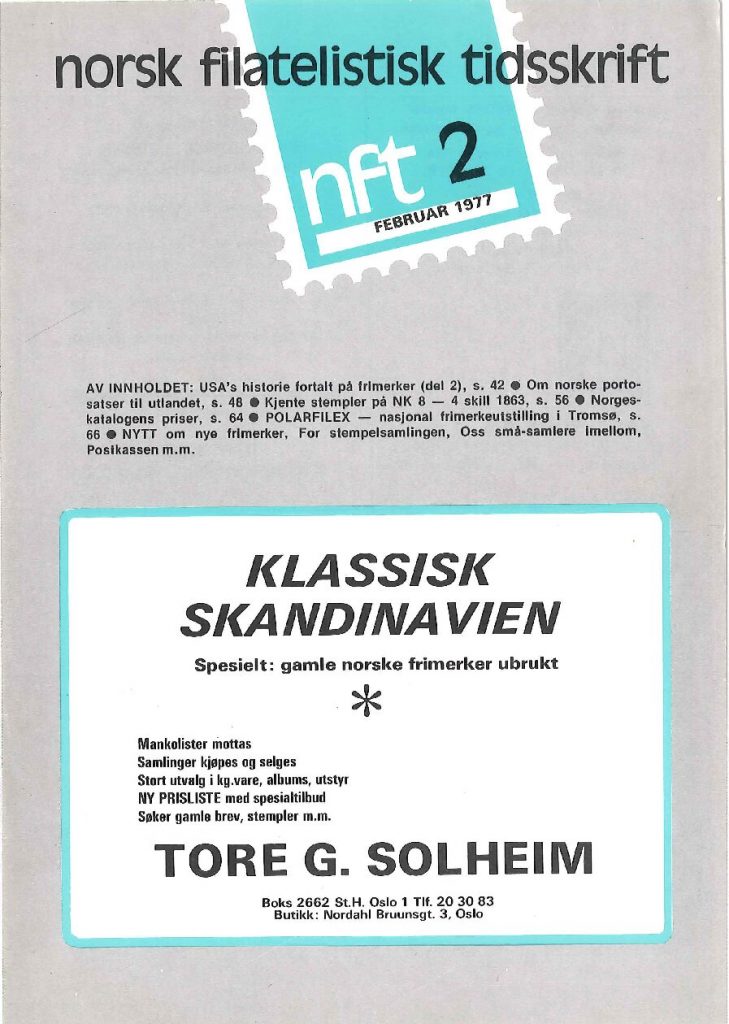 norsk filatelistisk tidsskrift
nft 2
FEBRUAR 1977
AV INNHOLDET: USA's historie fortalt på frimerker (del 2), s. 42 ● Om norske porto-
satser til utlandet, s. 48 ● Kjente stempler på NK 8 — 4 skill 1863, s. 56 ● Norges-
katalogens priser, s. 64 ● POLARFILEX — nasjonal frimerkeutstilling i Tromsø, s.
66 ● NYTT om nye frimerker, For stempelsamlingen, Oss små-samlere imellom,
Postkassen m.m.
KLASSISK
SKANDINAVIEN
Spesielt: gamle norske frimerker ubrukt
*
Mankolister mottas
Samlinger kjøpes og selges
Stort utvalg i kg.vare, albums, utstyr
NY PRISLISTE med spesialtilbud
Søker gamle brev, stempler m.m.
TORE G. SOLHEIM
Boks 2662 St.H. Oslo 1 Tlf. 20 30 83
Butikk: Nordahl Bruunsgt. 3, Oslo